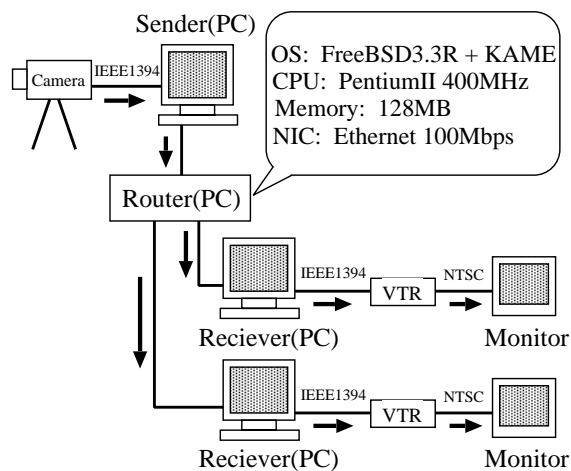 Sender(PC)
OS: FreeBSD3.3R + KAME
CPU: PentiumII 400MHz
Memory: 128MB
NIC: Ethernet 100Mbps
Camera
IEEE1394
Router(PC)
IEEE1394
VTR
NTSC
Reciever(PC)
Monitor
IEEE1394
VTR
NTSC
Reciever(PC)
Monitor